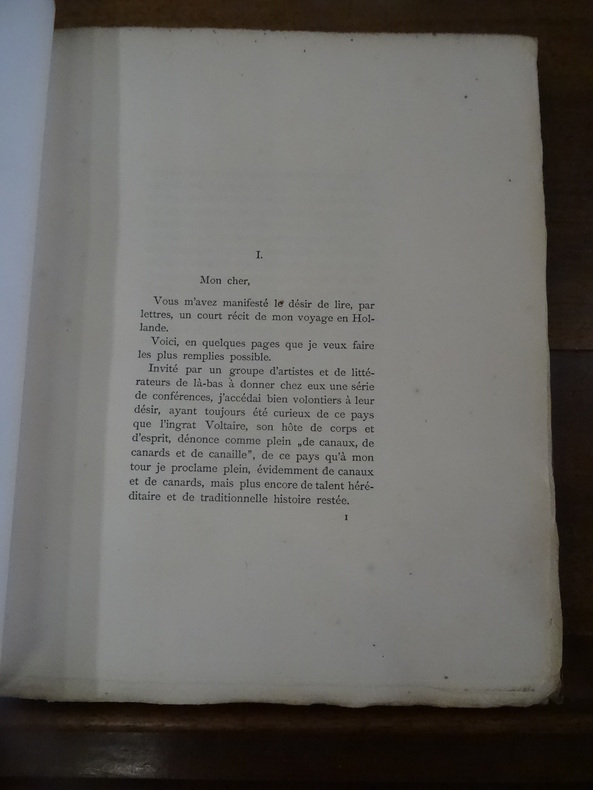 I.
Mon cher,
Vous m'avez manifesté le désir de lire, par
lettres, un court récit de mon voyage en Hol-
lande.
Voici, en quelques pages que je veux faire
les plus remplies possible.
Invité par un groupe d'artistes et de litté-
rateurs de là-bas à donner chez eux une série
de conférences, j'accédai bien volontiers à leur
désir, ayant toujours été curieux de ce pays
que l'ingrat Voltaire, son hôte de corps et
d'esprit, dénonce comme plein „de canaux, de
canards et de canaille", de ce pays qu'à mon
tour je proclame plein, évidemment de canaux
et de canards, mais plus encore de talent héré-
ditaire et de traditionnelle histoire restée.
1